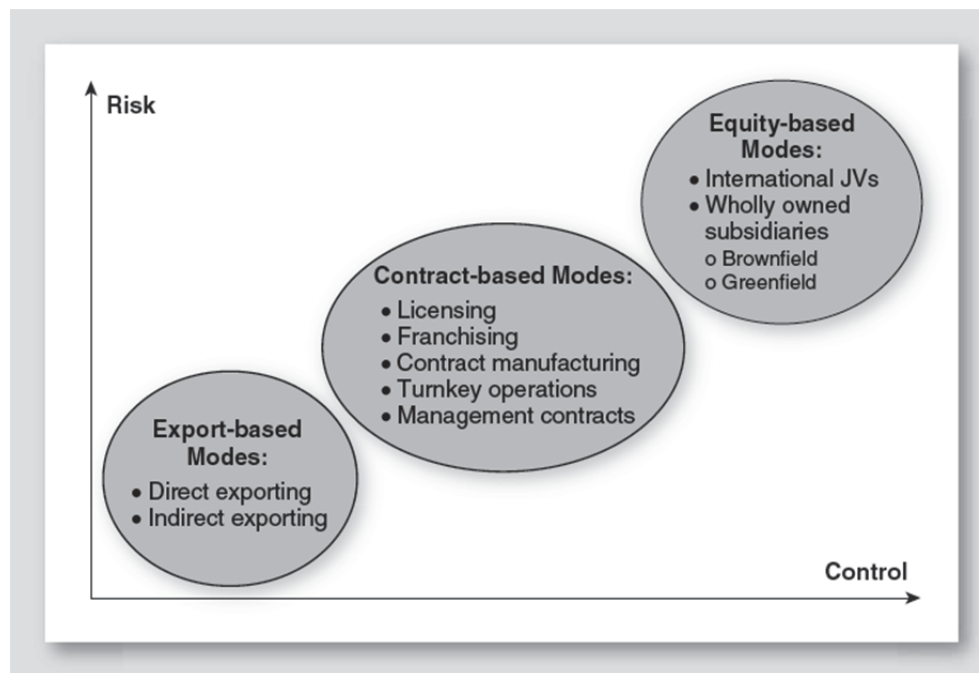 Risk
Equity-based
Modes:
• International JVs
• Wholly owned
subsidiaries
o Brownfield
o Greenfield
Contract-based Modes:
• Licensing
• Franchising
• Contract manufacturing
• Turnkey operations
• Management contracts
Export-based
Modes:
• Direct exporting
• Indirect exporting
Control